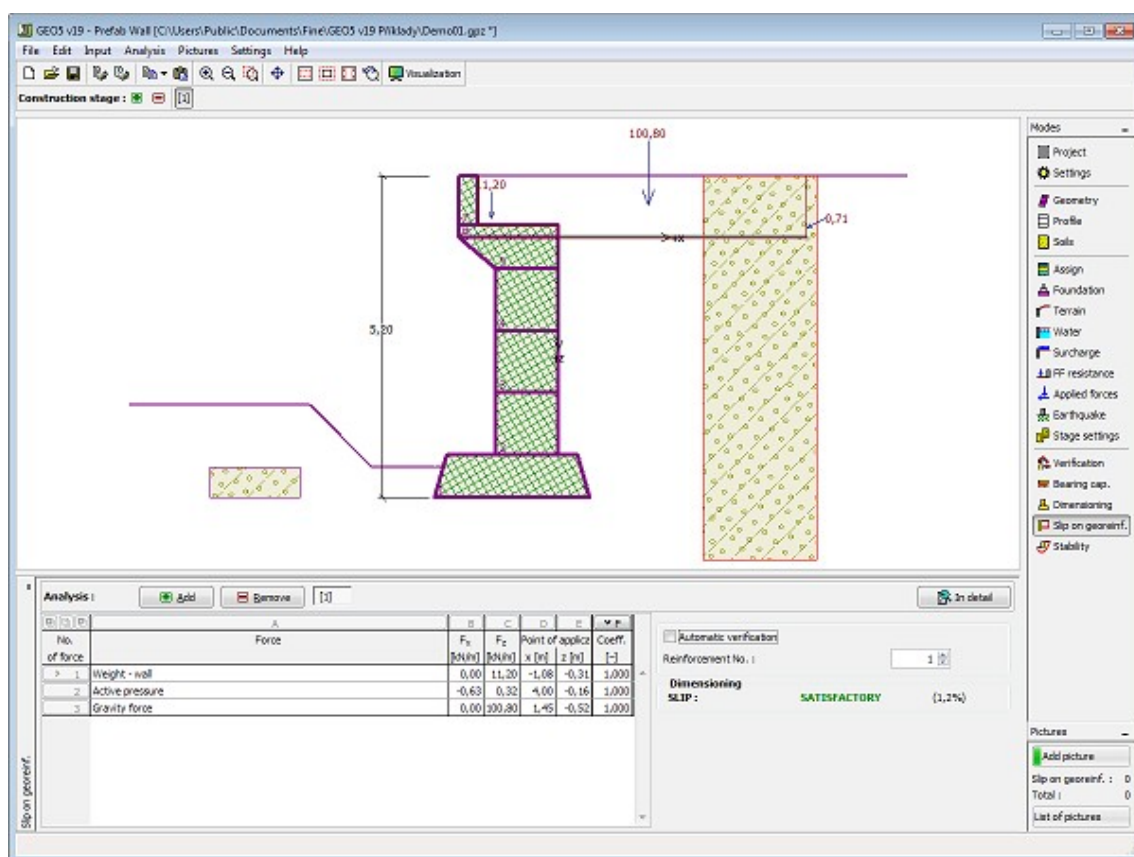 GEO5 v19 - Prefab Wall [C:\Users\Public\Documents\Fine\GEO5 v19 Příklady\Demo01.gpz *]
File Edit Input Analysis Pictures Settings Help
Visualization
Construction stage : [1]
100,80
11,20
+x
0,71
5,20
z
Modes
Project
Settings
Geometry
Profile
Soils
Assign
Foundation
Terrain
Water
Surcharge
FF resistance
Applied forces
Earthquake
Stage settings
Verification
Bearing cap.
Dimensioning
Slip on georeinf.
Stability
Slip on georeinf.
Analysis : Add Remove [1] In detail
A B C D E
No. Force Fx Fz Point of applica Coeff.
of force [kN/m] [kN/m] x [m] z [m] [-]
> 1 Weight - wall 0,00 11,20 -1,08 -0,31 1,000
2 Active pressure -0,63 0,32 4,00 -0,16 1,000
3 Gravity force 0,00 100,80 1,45 -0,52 1,000
Automatic verification
Reinforcement No. : 1
Dimensioning
SLIP : SATISFACTORY (1,2%)
Pictures
Add picture
Slip on georeinf. : 0
Total : 0
List of pictures